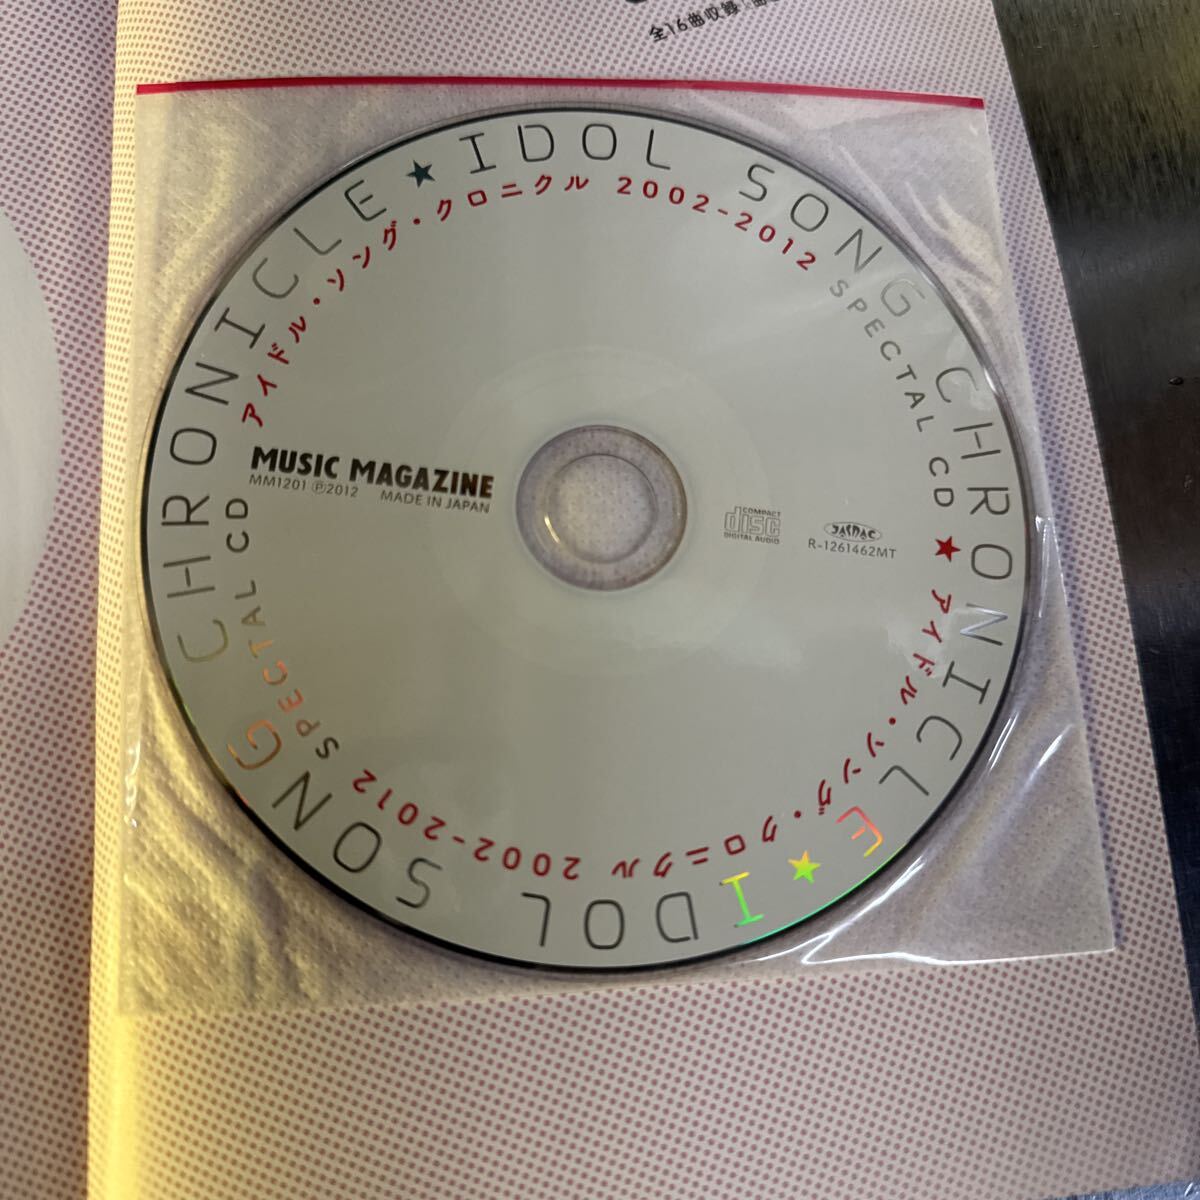 全16曲収録
IDOL SONG CHRONICLE★IDOL SONG CHRONICLE★
アイドル・ソング・クロニクル 2002-2012 SPECTAL CD★アイドル・ソング・クロニクル 2002-2012 SPECTAL CD
MUSIC MAGAZINE
MM1201 Ⓟ2012 MADE IN JAPAN
COMPACT
disc
DIGITAL AUDIO
JASRAC
R-1261462MT